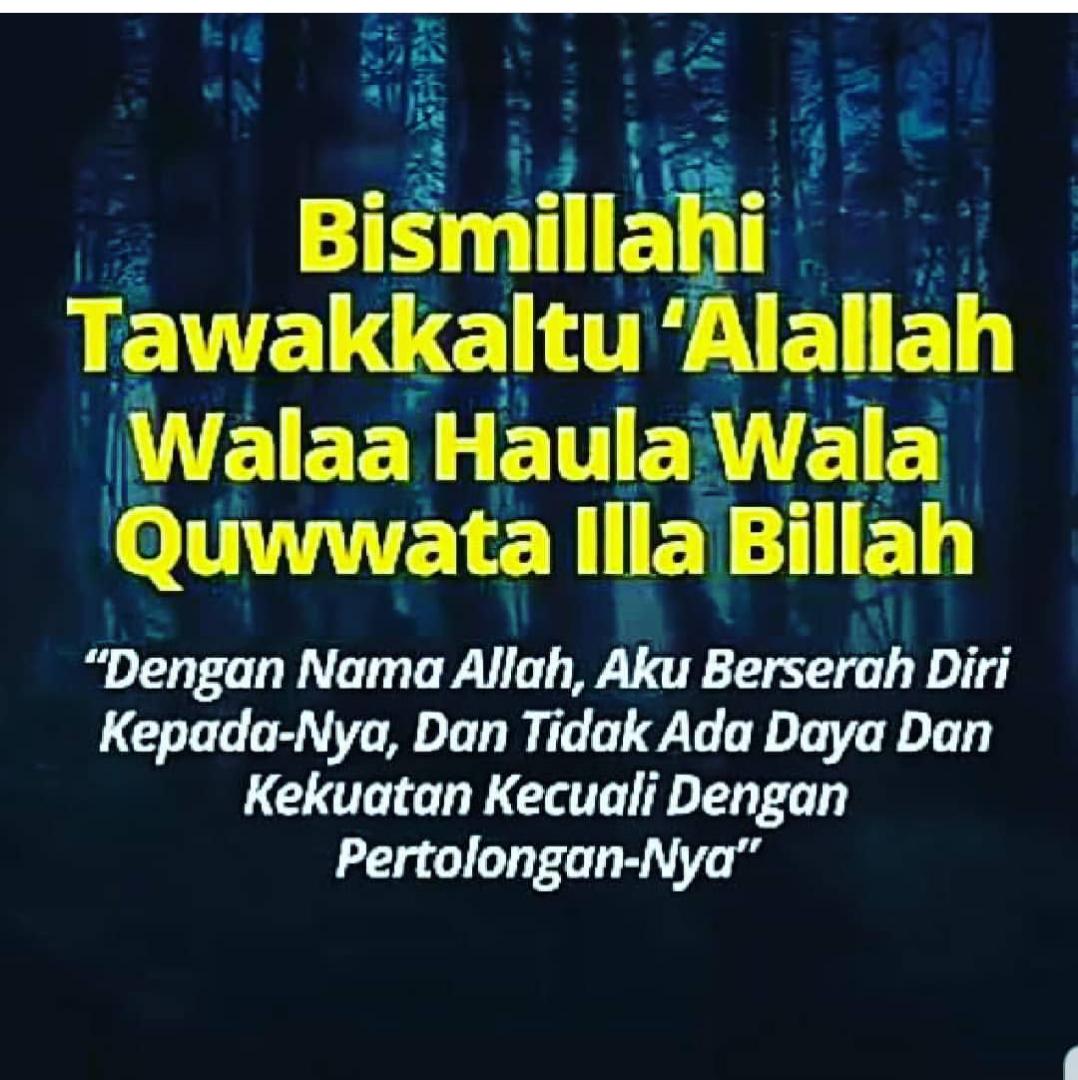 Bismillahi
Tawakkaltu ‘Alallah
Walaa Haula Wala
Quwwata Illa Billah
“Dengan Nama Allah, Aku Berserah Diri
Kepada-Nya, Dan Tidak Ada Daya Dan
Kekuatan Kecuali Dengan
Pertolongan-Nya”